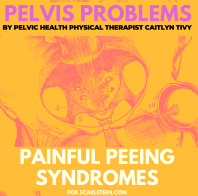 PELVIS PROBLEMS
BY PELVIC HEALTH PHYSICAL THERAPIST CAITLYN TIVY
PAINFUL PEEING
SYNDROMES
FOR SCARLETEEN.COM